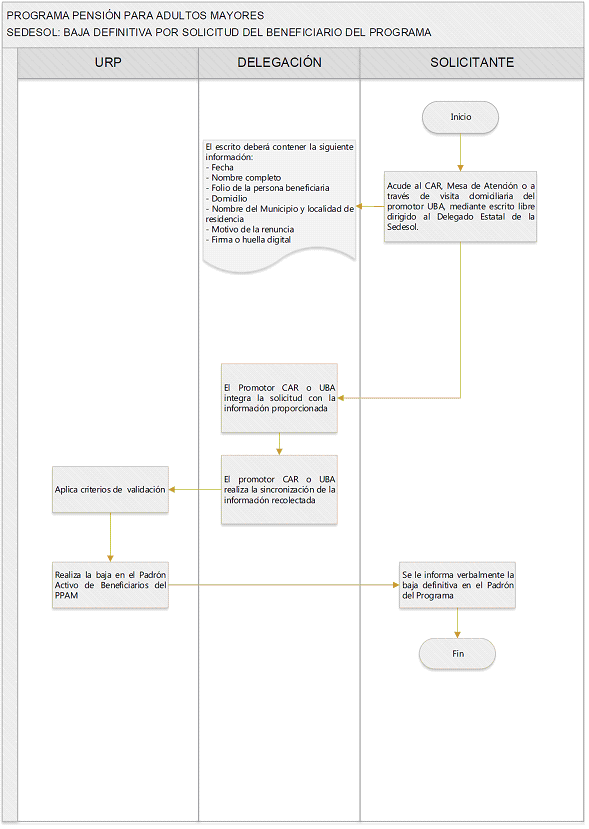 PROGRAMA PENSIÓN PARA ADULTOS MAYORES
SEDESOL: BAJA DEFINITIVA POR SOLICITUD DEL BENEFICIARIO DEL PROGRAMA
URP
DELEGACIÓN
SOLICITANTE
Inicio
Acude al CAR, Mesa de Atención o a
través de visita domiciliaria del
promotor UBA, mediante escrito libre
dirigido al Delegado Estatal de la
Sedesol.
El escrito deberá contener la siguiente
información:
- Fecha
- Nombre completo
- Folio de la persona beneficiaria
- Domicilio
- Nombre del Municipio y localidad de
residencia
- Motivo de la renuncia
- Firma o huella digital
El Promotor CAR o UBA
integra la solicitud con la
información proporcionada
El promotor CAR o UBA
realiza la sincronización de la
información recolectada
Aplica criterios de validación
Realiza la baja en el Padrón
Activo de Beneficiarios del
PPAM
Se le informa verbalmente la
baja definitiva en el Padrón
del Programa
Fin